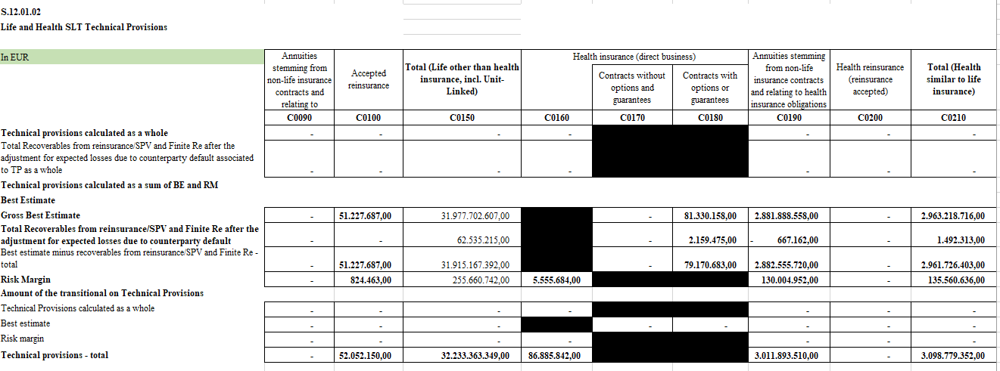 S.12.01.02
Life and Health SLT Technical Provisions
In EUR
Annuities stemming from non-life insurance contracts and relating to
Accepted reinsurance
Total (Life other than health insurance, incl. Unit-Linked)
Health insurance (direct business)
Contracts without options and guarantees
Contracts with options or guarantees
Annuities stemming from non-life insurance contracts and relating to health insurance obligations
Health reinsurance (reinsurance accepted)
Total (Health similar to life insurance)
C0090 C0100 C0150 C0160 C0170 C0180 C0190 C0200 C0210
Technical provisions calculated as a whole - - - - - - -
Total Recoverables from reinsurance/SPV and Finite Re after the
adjustment for expected losses due to counterparty default associated
to TP as a whole - - - - - - -
Technical provisions calculated as a sum of BE and RM
Best Estimate
Gross Best Estimate - 51.227.687,00 31.977.702.607,00 - 81.330.158,00 2.881.888.558,00 - 2.963.218.716,00
Total Recoverables from reinsurance/SPV and Finite Re after the
adjustment for expected losses due to counterparty default - - 62.535.215,00 - 2.159.475,00 - 667.162,00 - 1.492.313,00
Best estimate minus recoverables from reinsurance/SPV and Finite Re -
total - 51.227.687,00 31.915.167.392,00 - 79.170.683,00 2.882.555.720,00 - 2.961.726.403,00
Risk Margin - 824.463,00 255.660.742,00 5.555.684,00 130.004.952,00 - 135.560.636,00
Amount of the transitional on Technical Provisions
Technical Provisions calculated as a whole - - - - - - -
Best estimate - - - - - - - -
Risk margin - - - - - - -
Technical provisions - total - 52.052.150,00 32.233.363.349,00 86.885.842,00 3.011.893.510,00 - 3.098.779.352,00